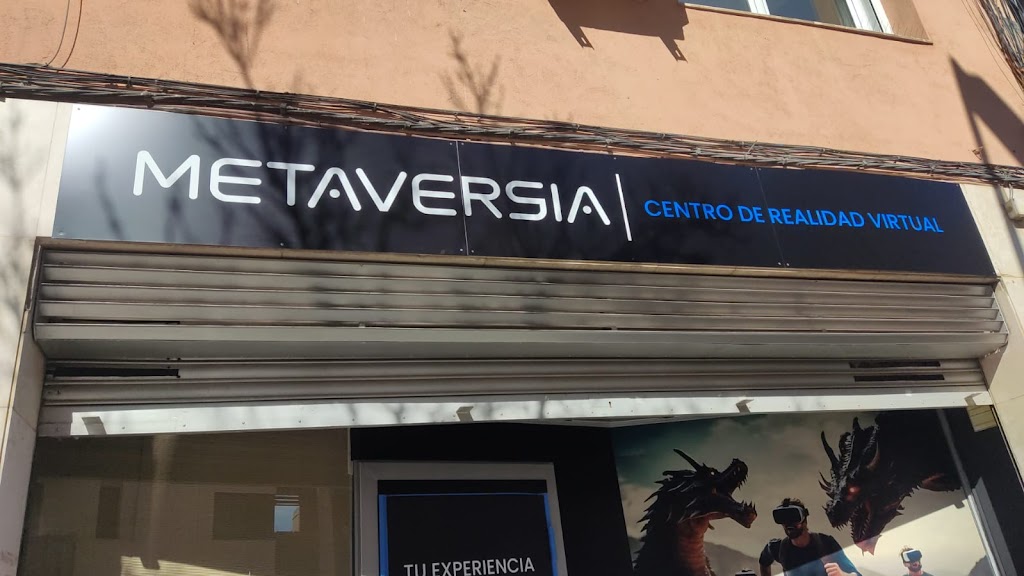 METAVERSIA
CENTRO DE REALIDAD VIRTUAL
TU EXPERIENCIA